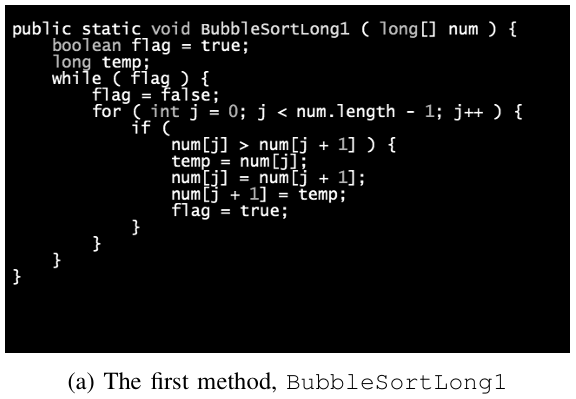 public static void BubbleSortLong1 ( long[] num ) {
    boolean flag = true;
    long temp;
    while ( flag ) {
        flag = false;
        for ( int j = 0; j < num.length - 1; j++ ) {
            if (
                num[j] > num[j + 1] ) {
                temp = num[j];
                num[j] = num[j + 1];
                num[j + 1] = temp;
                flag = true;
            }
        }
    }
}
(a) The first method, BubbleSortLong1